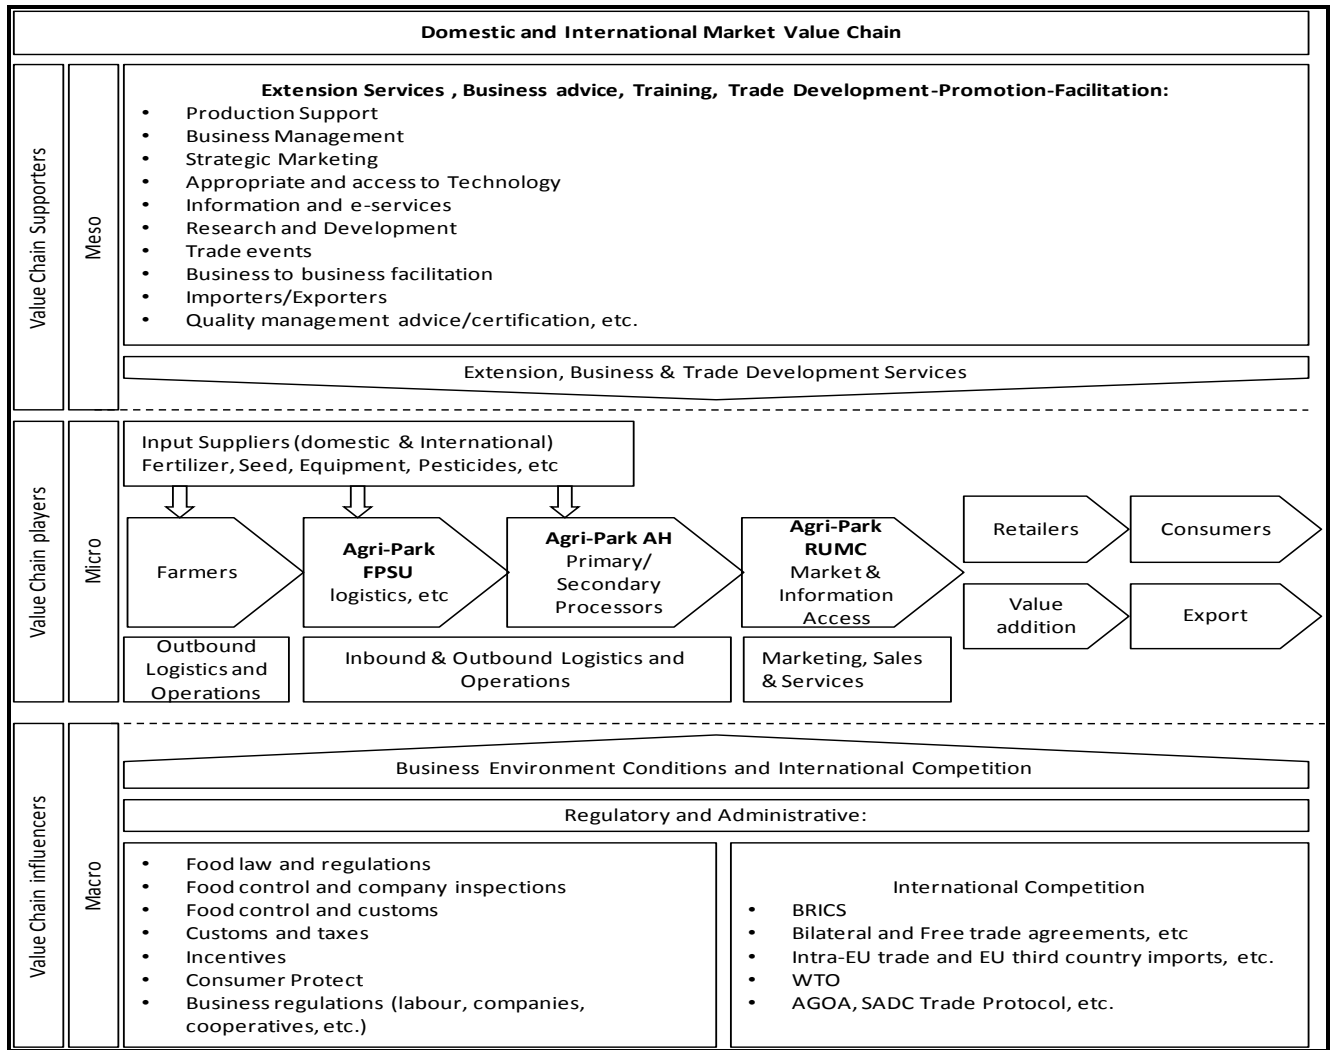 Domestic and International Market Value Chain
Value Chain Supporters
Meso
Extension Services , Business advice, Training, Trade Development-Promotion-Facilitation:
• Production Support
• Business Management
• Strategic Marketing
• Appropriate and access to Technology
• Information and e-services
• Research and Development
• Trade events
• Business to business facilitation
• Importers/Exporters
• Quality management advice/certification, etc.
Extension, Business & Trade Development Services
Value Chain players
Micro
Input Suppliers (domestic & International)
Fertilizer, Seed, Equipment, Pesticides, etc
Farmers
Agri-Park
FPSU
logistics, etc
Agri-Park AH
Primary/
Secondary
Processors
Agri-Park
RUMC
Market &
Information
Access
Retailers
Consumers
Value
addition
Export
Outbound
Logistics and
Operations
Inbound & Outbound Logistics and
Operations
Marketing, Sales
& Services
Value Chain influencers
Macro
Business Environment Conditions and International Competition
Regulatory and Administrative:
• Food law and regulations
• Food control and company inspections
• Food control and customs
• Customs and taxes
• Incentives
• Consumer Protect
• Business regulations (labour, companies,
cooperatives, etc.)
International Competition
• BRICS
• Bilateral and Free trade agreements, etc
• Intra-EU trade and EU third country imports, etc.
• WTO
• AGOA, SADC Trade Protocol, etc.